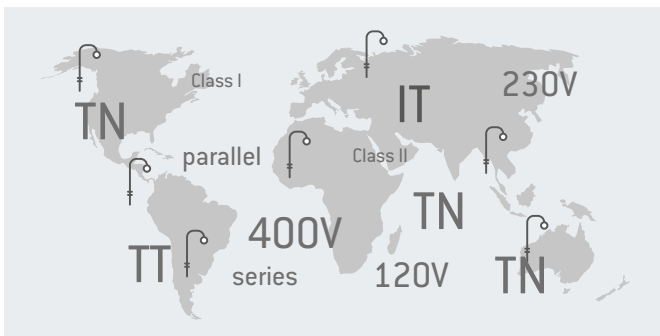 Class I
230V
IT
TN
parallel
Class II
TN
400V
TT
series
120V
TN